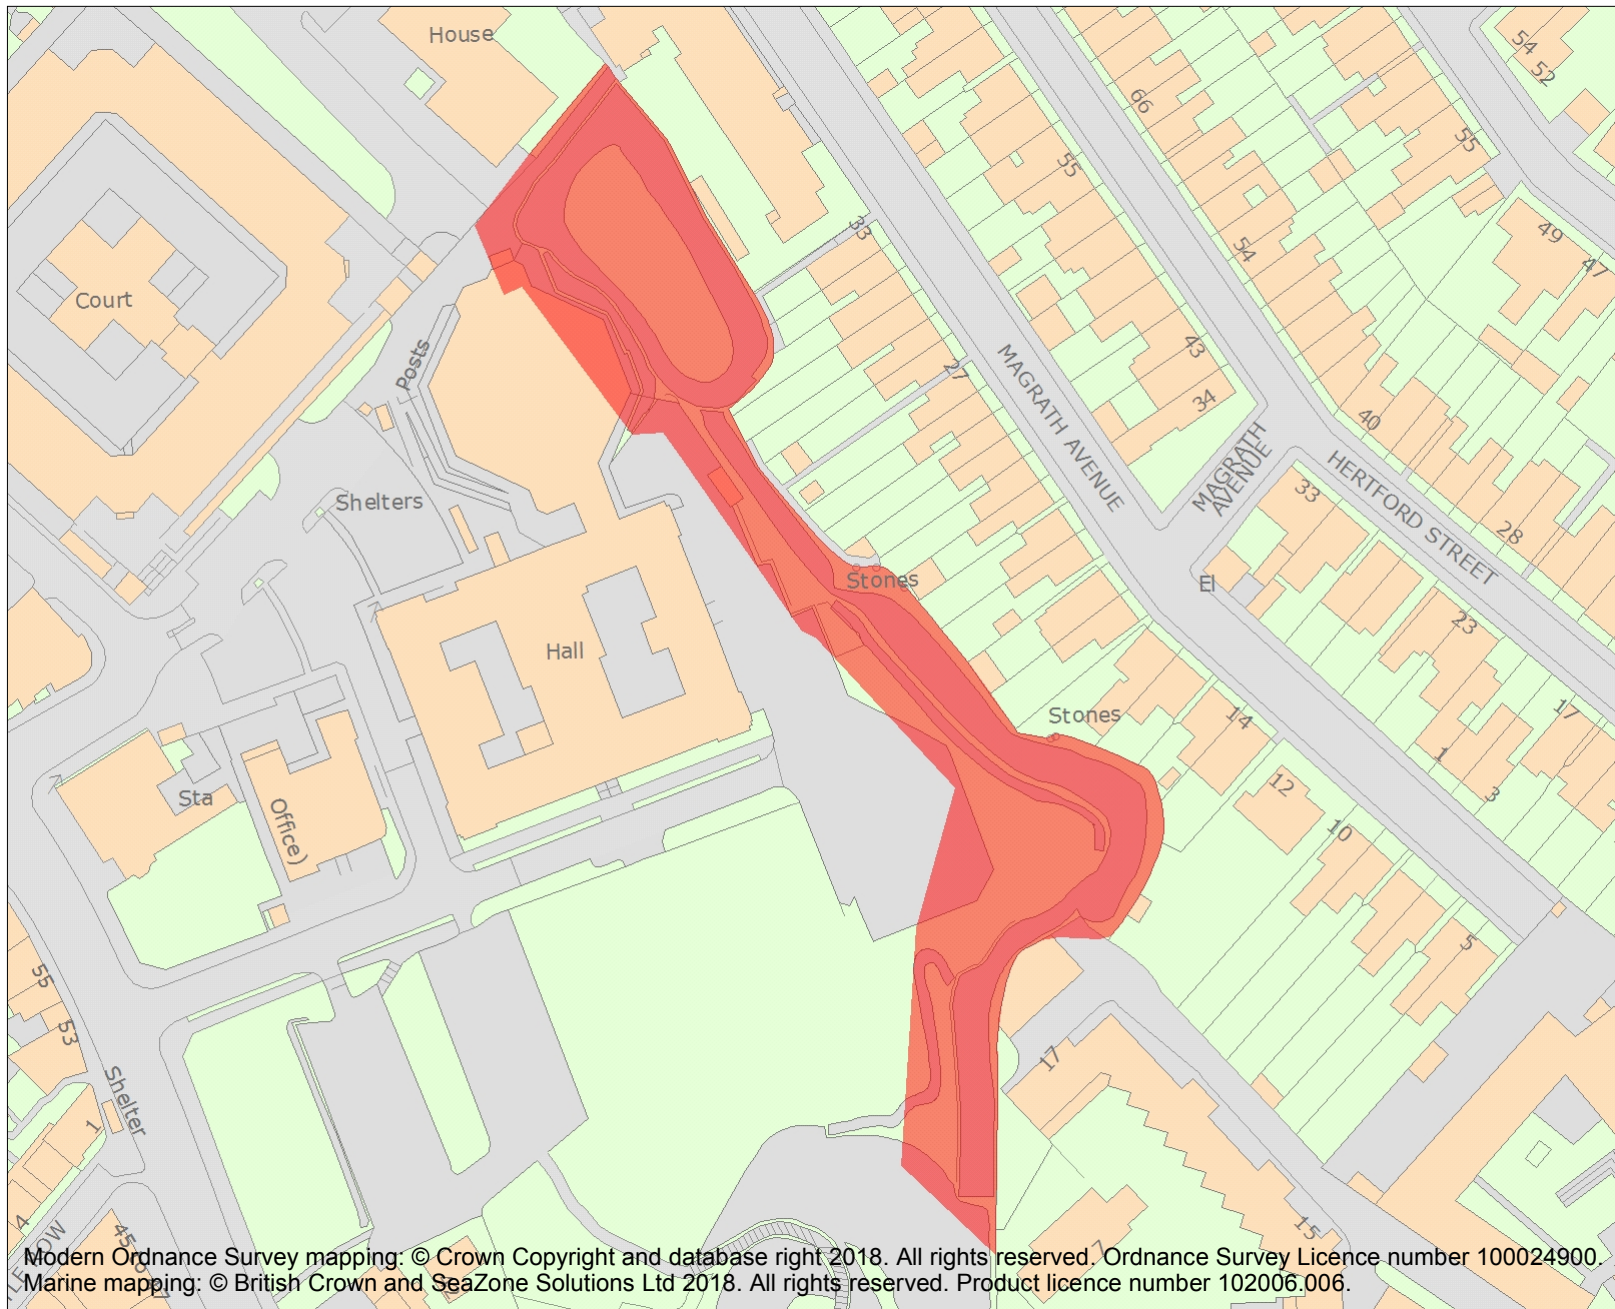 House
54
52
66
55
55
33
54
49
47
Court
Posts
27
MAGRATH AVENUE
43
34
40
MAGRATH
AVENUE
HERTFORD STREET
Shelters
33
28
Stones
El
23
Hall
Stones
14
17
1
3
12
Sta
Office)
10
5
55
53
17
Shelter
1
4
45
15
7
Modern Ordnance Survey mapping: © Crown Copyright and database right 2018. All rights reserved. Ordnance Survey Licence number 100024900.
Marine mapping: © British Crown and SeaZone Solutions Ltd 2018. All rights reserved. Product licence number 102006.006.